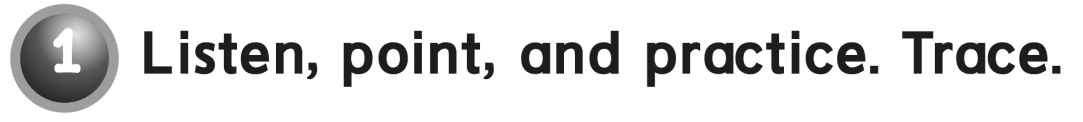 1 Listen, point, and practice. Trace.